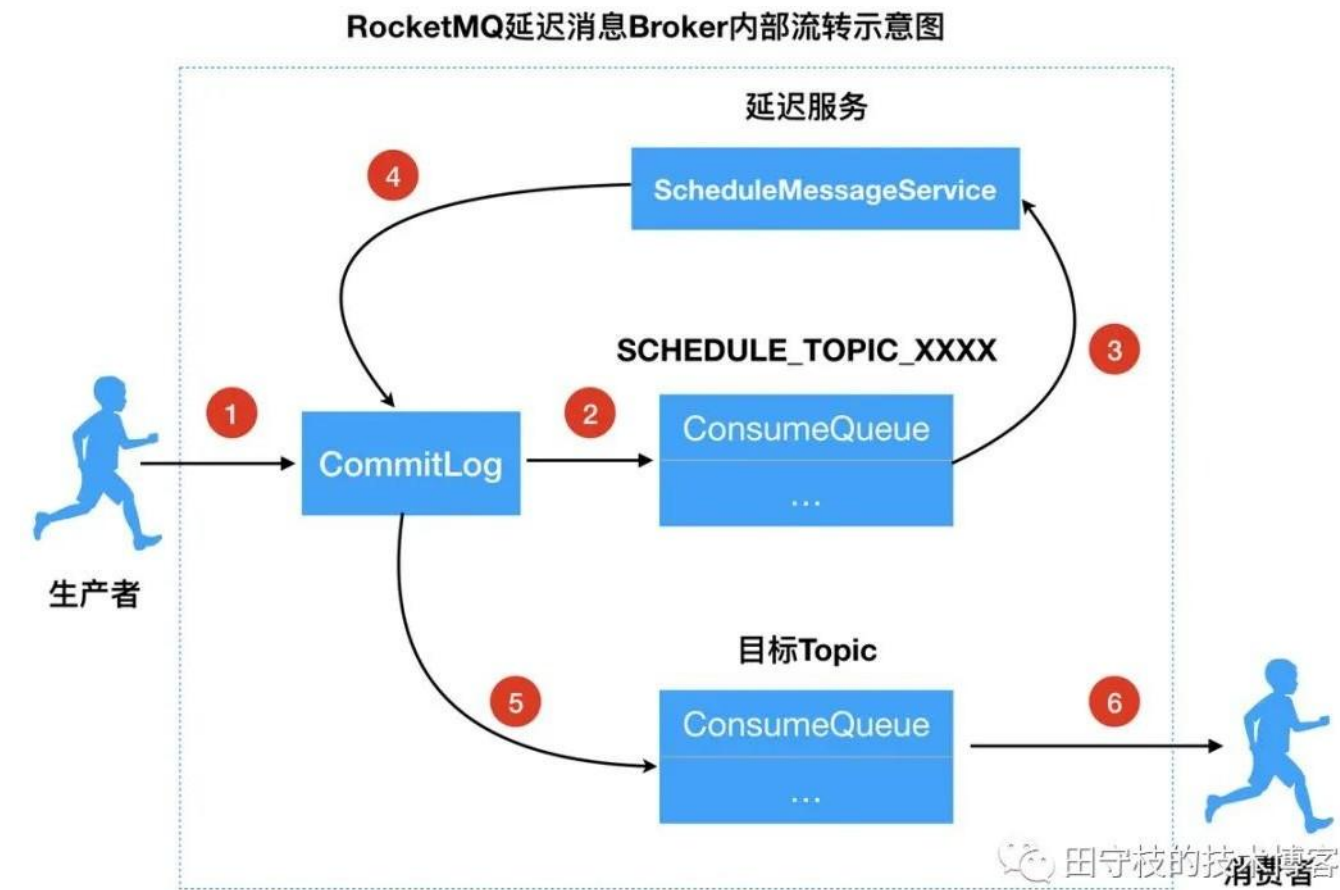 RocketMQ延迟消息Broker内部流转示意图
延迟服务
4
ScheduleMessageService
SCHEDULE_TOPIC_XXXX
3
1
2
ConsumeQueue
CommitLog
...
生产者
目标Topic
5
ConsumeQueue
6
...
田守枝的技术博客
消费者